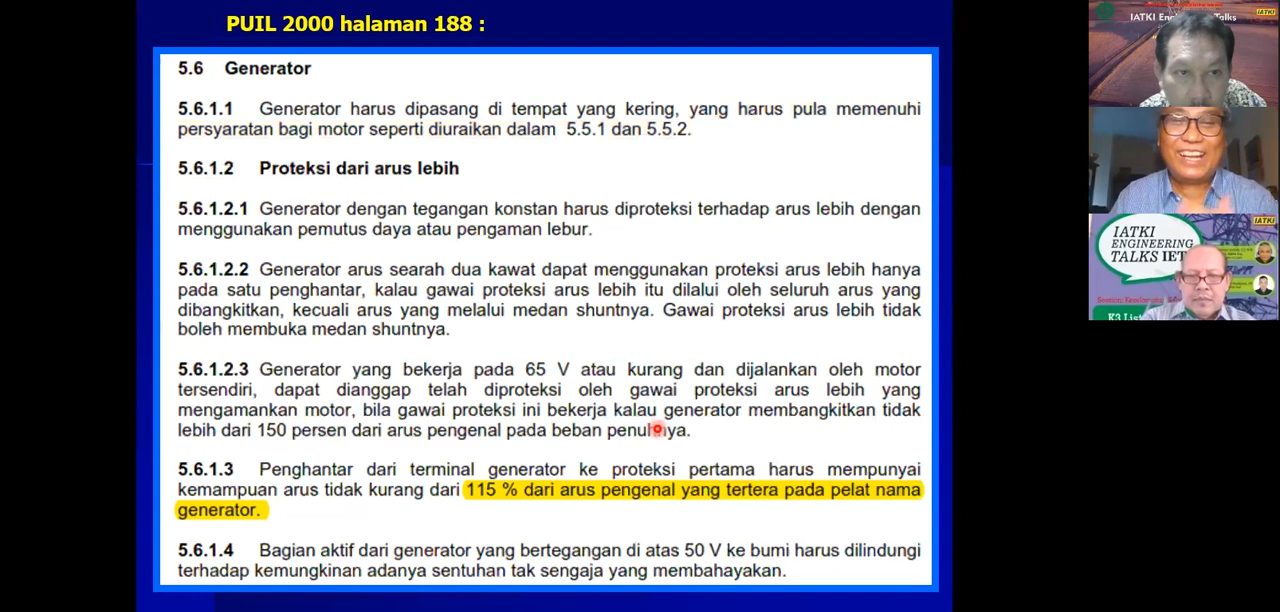 PUIL 2000 halaman 188 :
5.6 Generator
5.6.1.1 Generator harus dipasang di tempat yang kering, yang harus pula memenuhi
persyaratan bagi motor seperti diuraikan dalam 5.5.1 dan 5.5.2.
5.6.1.2 Proteksi dari arus lebih
5.6.1.2.1 Generator dengan tegangan konstan harus diproteksi terhadap arus lebih dengan
menggunakan pemutus daya atau pengaman lebur.
5.6.1.2.2 Generator arus searah dua kawat dapat menggunakan proteksi arus lebih hanya
pada satu penghantar, kalau gawai proteksi arus lebih itu dilalui oleh seluruh arus yang
dibangkitkan, kecuali arus yang melalui medan shuntnya. Gawai proteksi arus lebih tidak
boleh membuka medan shuntnya.
5.6.1.2.3 Generator yang bekerja pada 65 V atau kurang dan dijalankan oleh motor
tersendiri, dapat dianggap telah diproteksi oleh gawai proteksi arus lebih yang
mengamankan motor, bila gawai proteksi ini bekerja kalau generator membangkitkan tidak
lebih dari 150 persen dari arus pengenal pada beban penuhnya.
5.6.1.3 Penghantar dari terminal generator ke proteksi pertama harus mempunyai
kemampuan arus tidak kurang dari 115 % dari arus pengenal yang tertera pada pelat nama
generator.
5.6.1.4 Bagian aktif dari generator yang bertegangan di atas 50 V ke bumi harus dilindungi
terhadap kemungkinan adanya sentuhan tak sengaja yang membahayakan.
IATKI
IATKI
IATKI
ENGINEERING
TALKS
K3